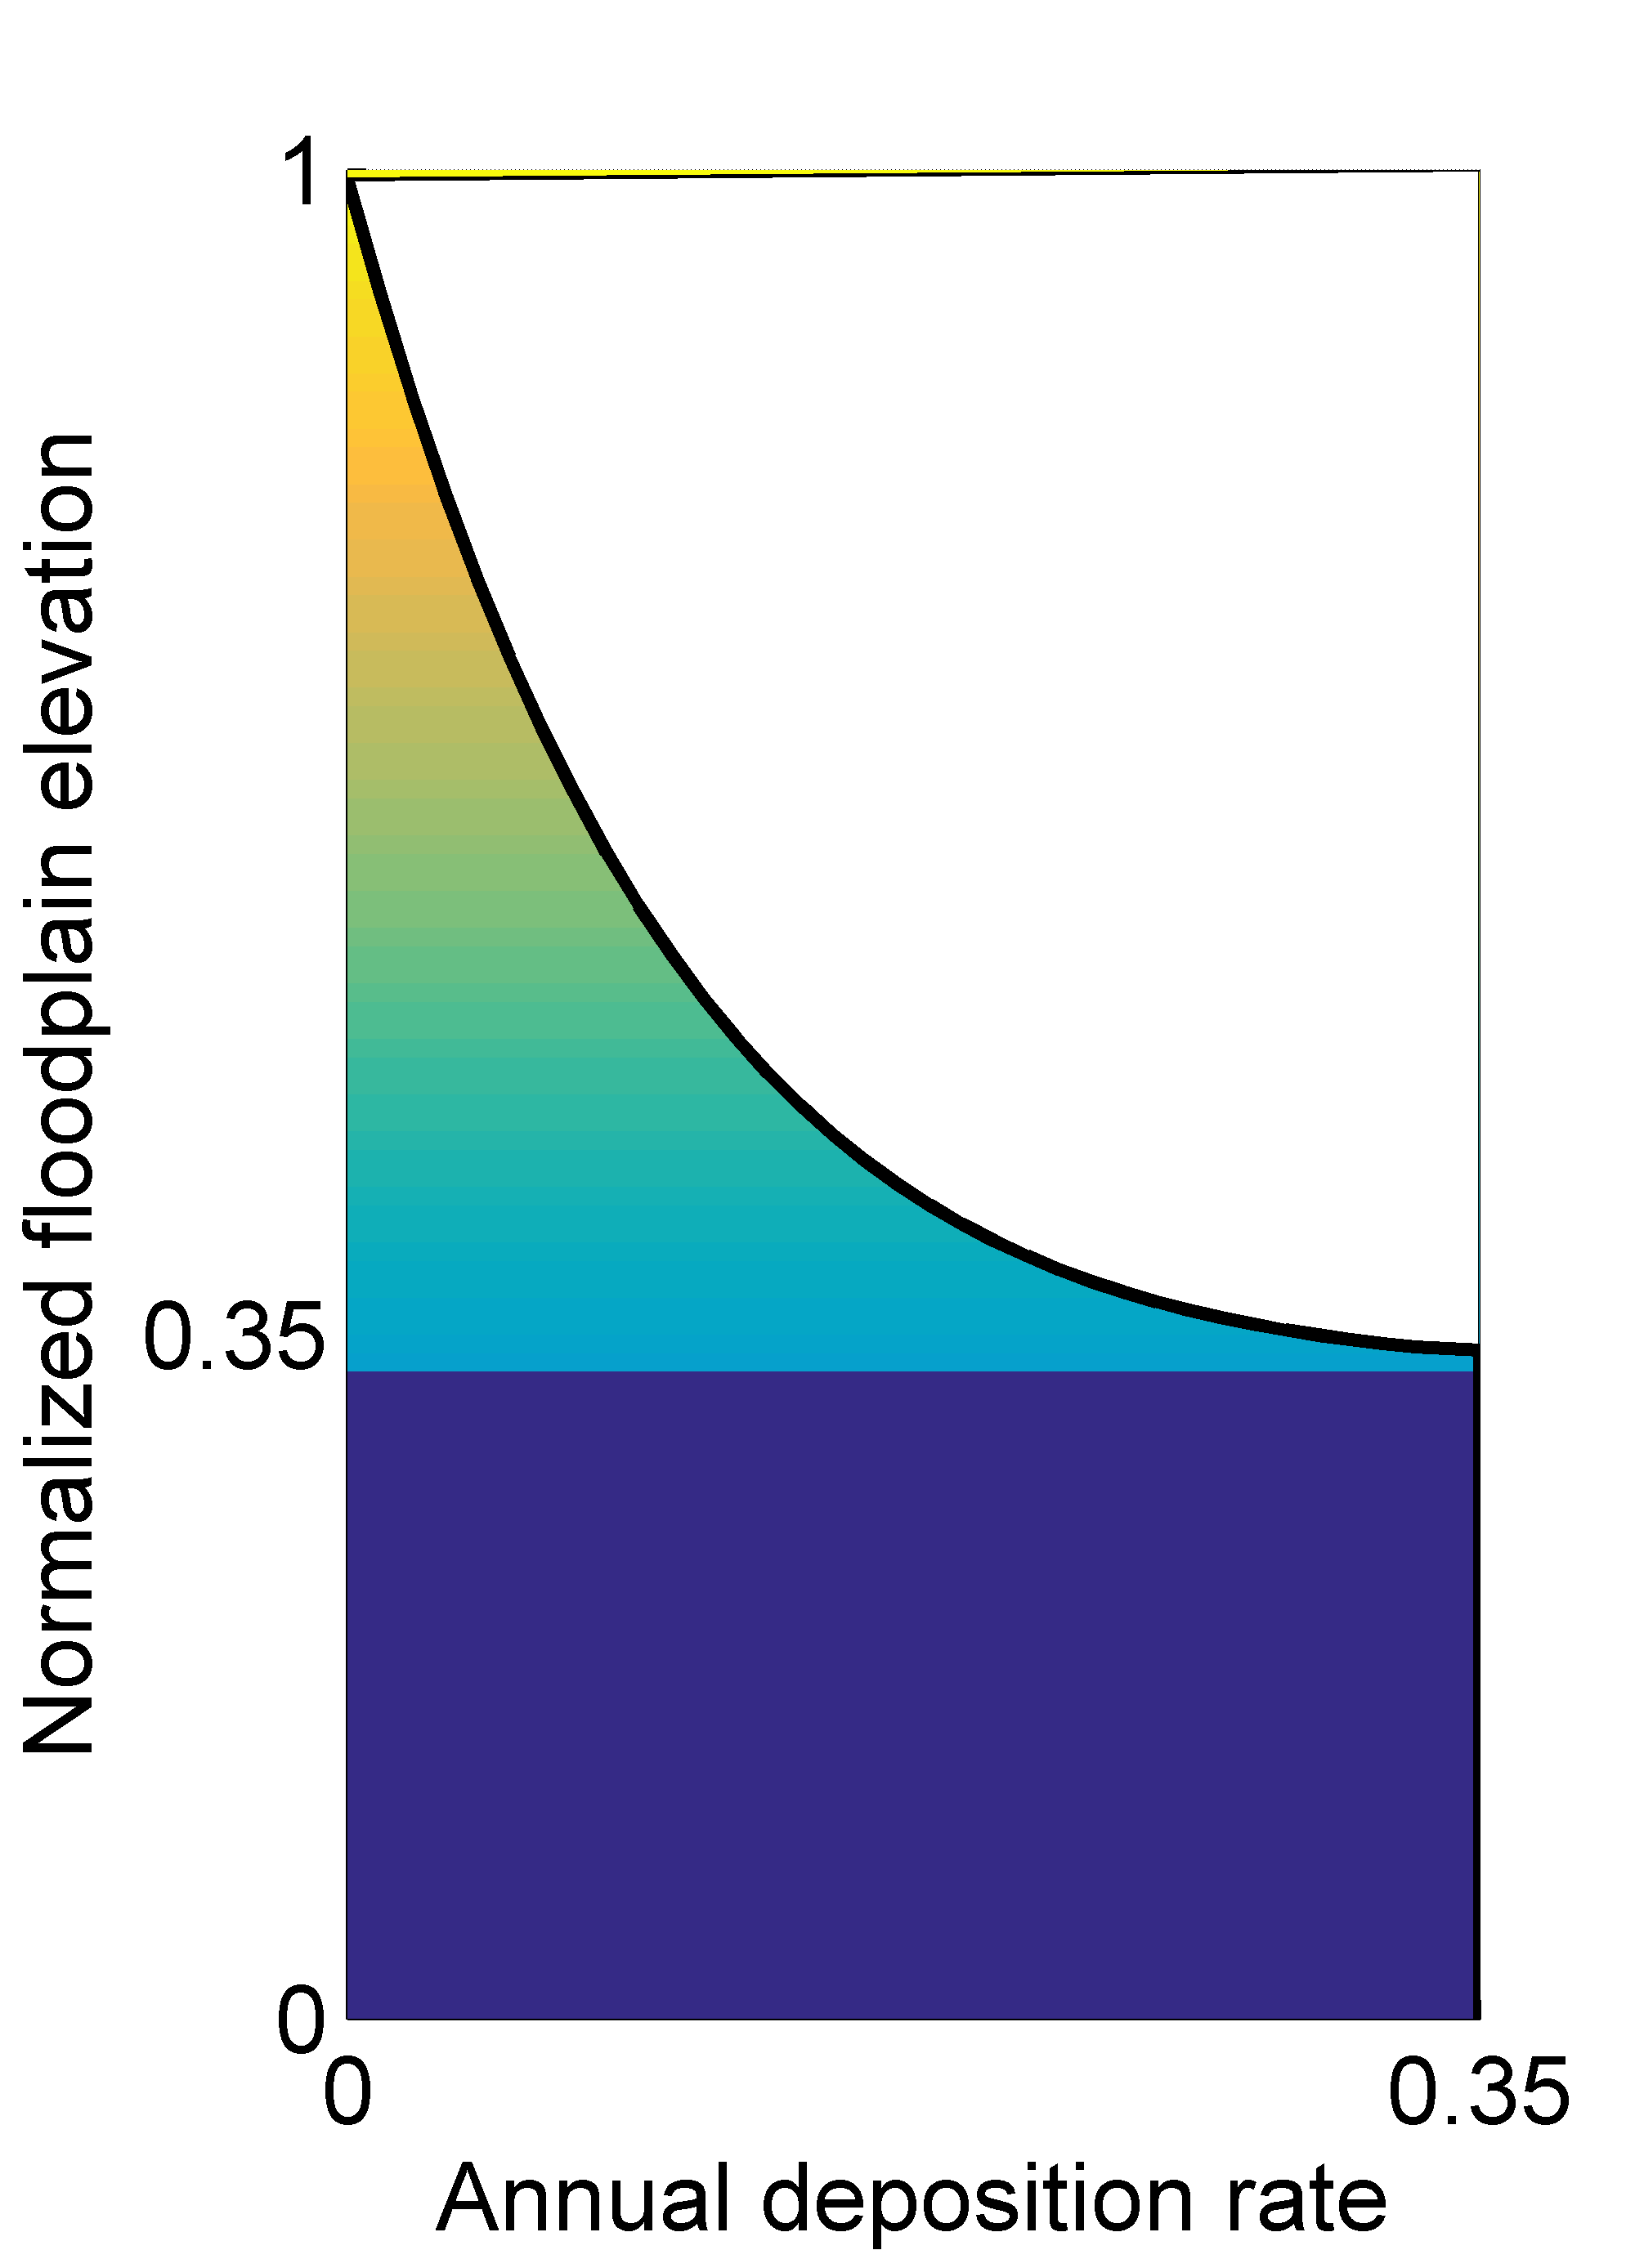 1
Normalized floodplain elevation
0.35
0
0
0.35
Annual deposition rate